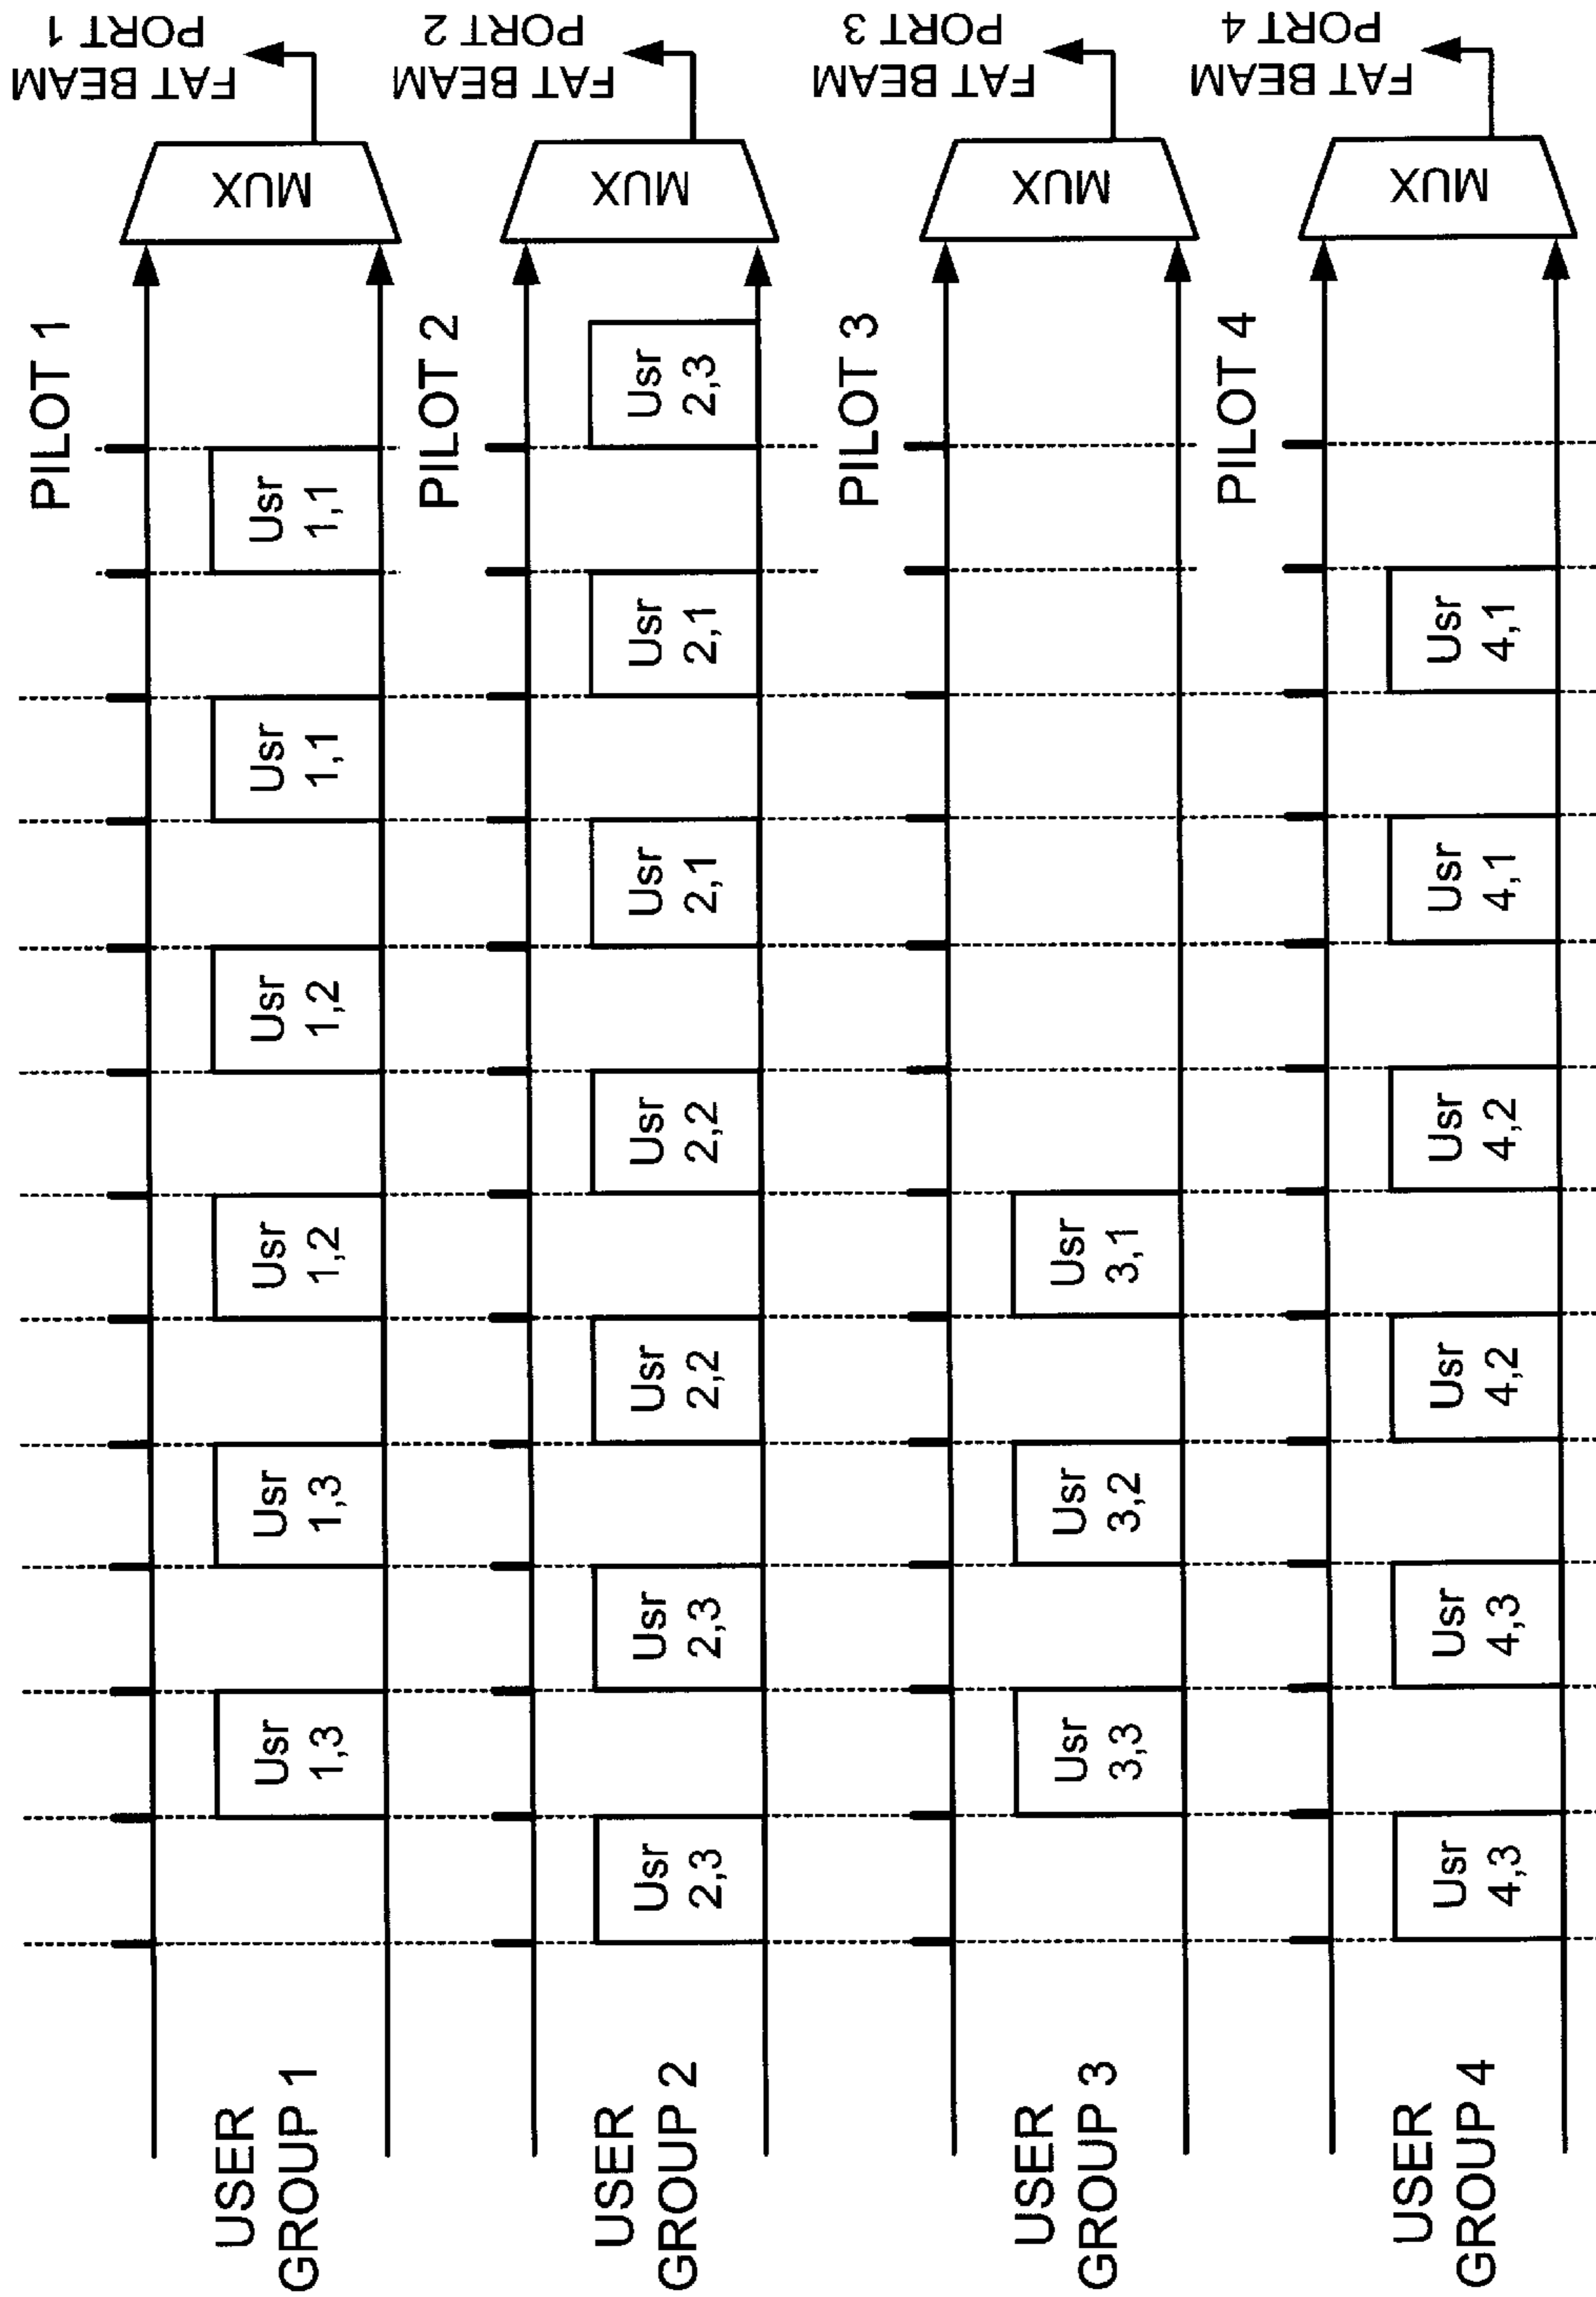 PILOT 1
USER
GROUP 1
Usr
1,3
Usr
1,3
Usr
1,2
Usr
1,2
Usr
1,1
Usr
1,1
MUX
FAT BEAM
PORT 1
PILOT 2
USER
GROUP 2
Usr
2,3
Usr
2,3
Usr
2,2
Usr
2,2
Usr
2,1
Usr
2,1
Usr
2,3
MUX
FAT BEAM
PORT 2
PILOT 3
USER
GROUP 3
Usr
3,3
Usr
3,2
Usr
3,1
MUX
FAT BEAM
PORT 3
PILOT 4
USER
GROUP 4
Usr
4,3
Usr
4,3
Usr
4,2
Usr
4,2
Usr
4,1
Usr
4,1
MUX
FAT BEAM
PORT 4